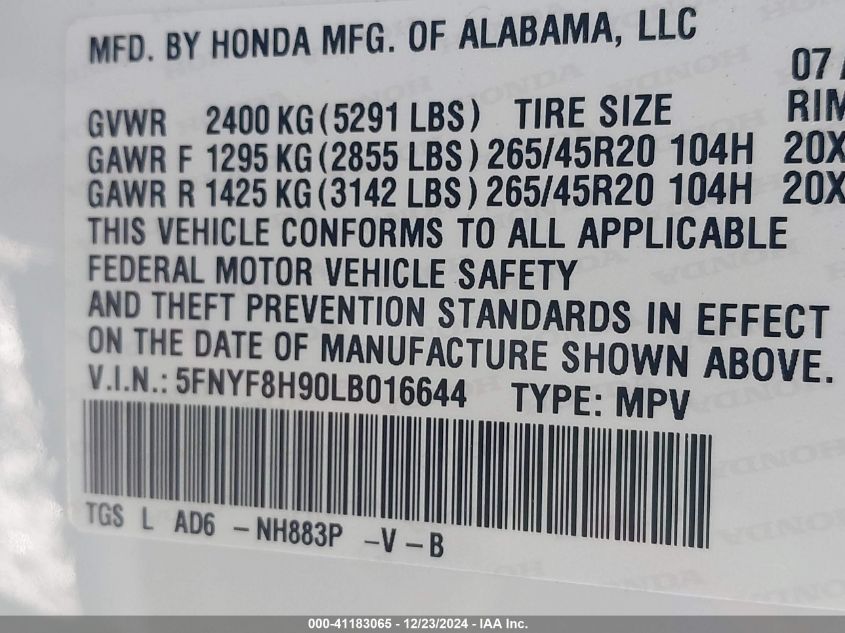 MFD. BY HONDA MFG. OF ALABAMA, LLC
07
GVWR 2400 KG (5291 LBS) TIRE SIZE RIM
GAWR F 1295 KG (2855 LBS) 265/45R20 104H 20X
GAWR R 1425 KG (3142 LBS) 265/45R20 104H 20X
THIS VEHICLE CONFORMS TO ALL APPLICABLE
FEDERAL MOTOR VEHICLE SAFETY
AND THEFT PREVENTION STANDARDS IN EFFECT
ON THE DATE OF MANUFACTURE SHOWN ABOVE.
V.I.N.: 5FNYF8H90LB016644 TYPE: MPV
TGS L AD6 -NH883P -V-B
000-41183065 - 12/23/2024 - IAA Inc.